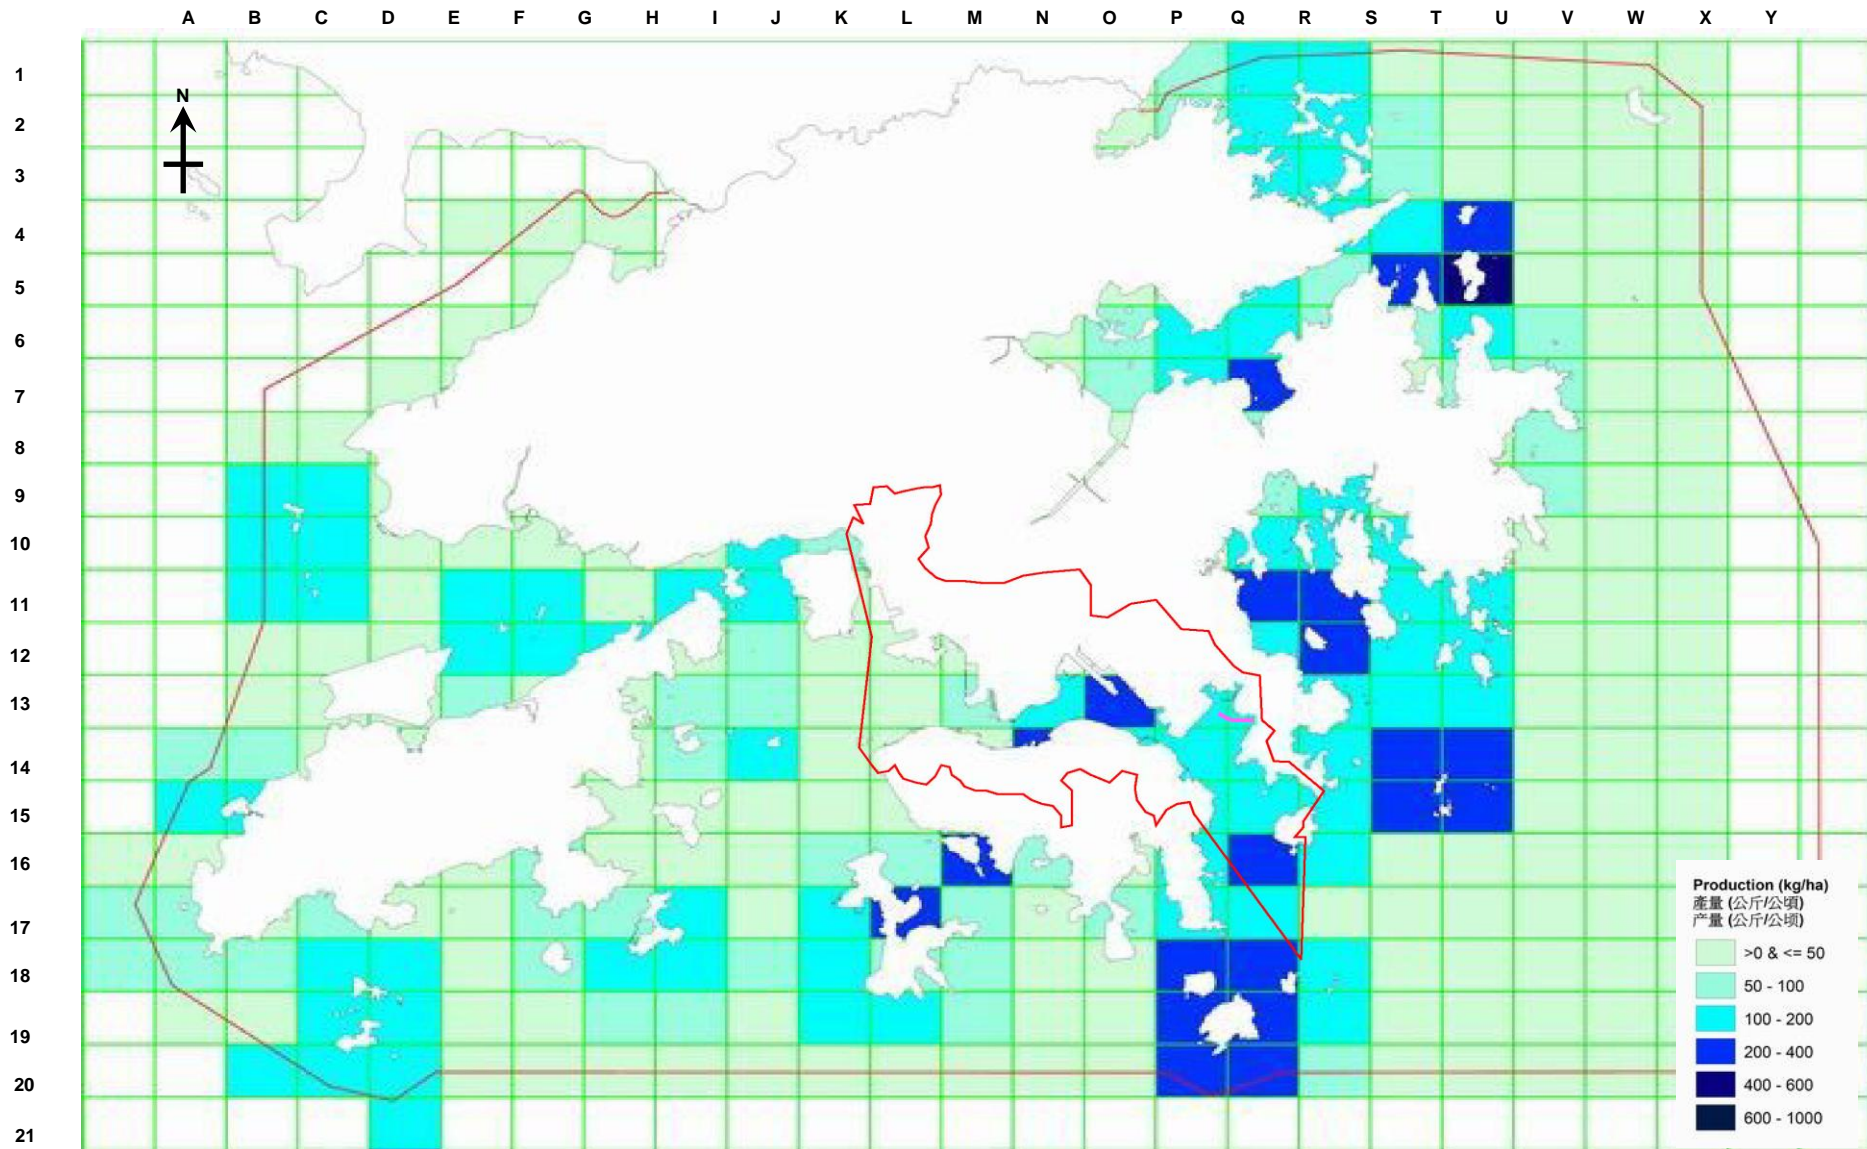 A B C D E F G H I J K L M N O P Q R S T U V W X Y
1
N
2
3
4
5
6
7
8
9
10
11
12
13
14
15
16
17
18
19
20
21
Production (kg/ha)
產量 (公斤/公頃)
产量 (公斤/公顷)
>0 & <= 50
50 - 100
100 - 200
200 - 400
400 - 600
600 - 1000